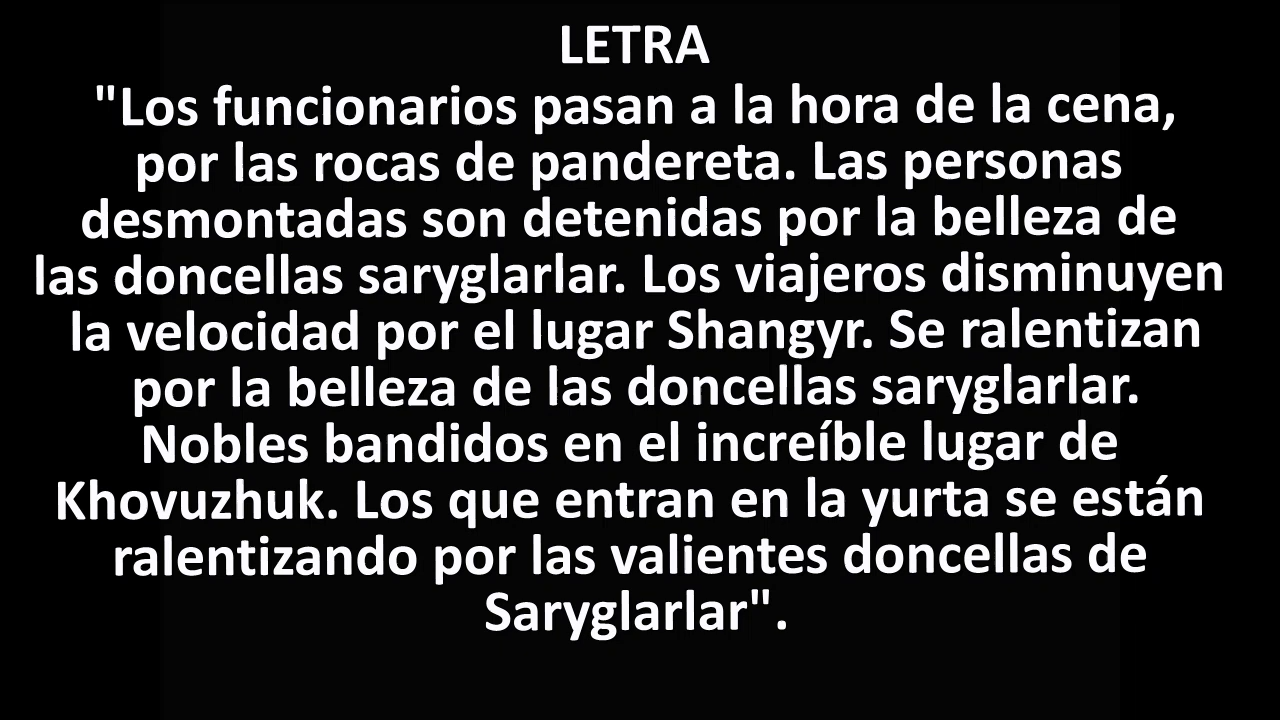 LETRA
"Los funcionarios pasan a la hora de la cena,
por las rocas de pandereta. Las personas
desmontadas son detenidas por la belleza de
las doncellas saryglarlar. Los viajeros disminuyen
la velocidad por el lugar Shangyr. Se ralentizan
por la belleza de las doncellas saryglarlar.
Nobles bandidos en el increíble lugar de
Khovuzhuk. Los que entran en la yurta se están
ralentizando por las valientes doncellas de
Saryglarlar".